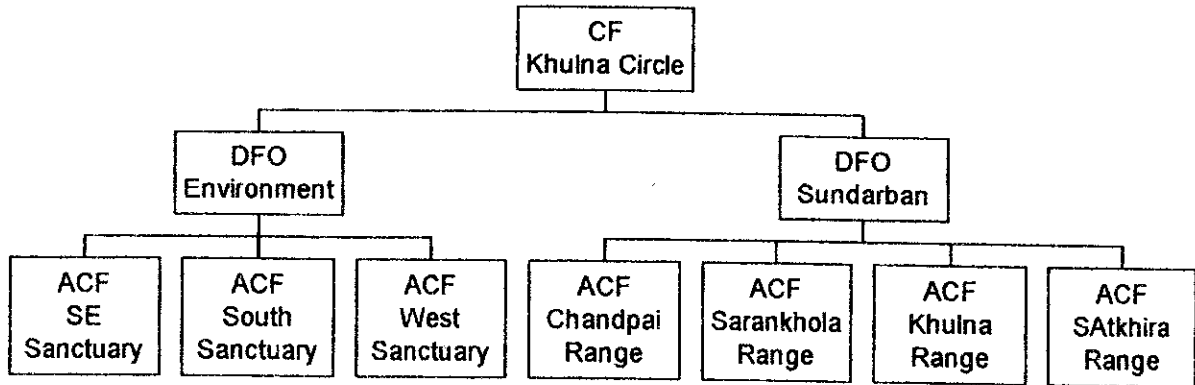 CF
Khulna Circle
DFO
Environment
DFO
Sundarban
ACF
SE
Sanctuary
ACF
South
Sanctuary
ACF
West
Sanctuary
ACF
Chandpai
Range
ACF
Sarankhola
Range
ACF
Khulna
Range
ACF
SAtkhira
Range